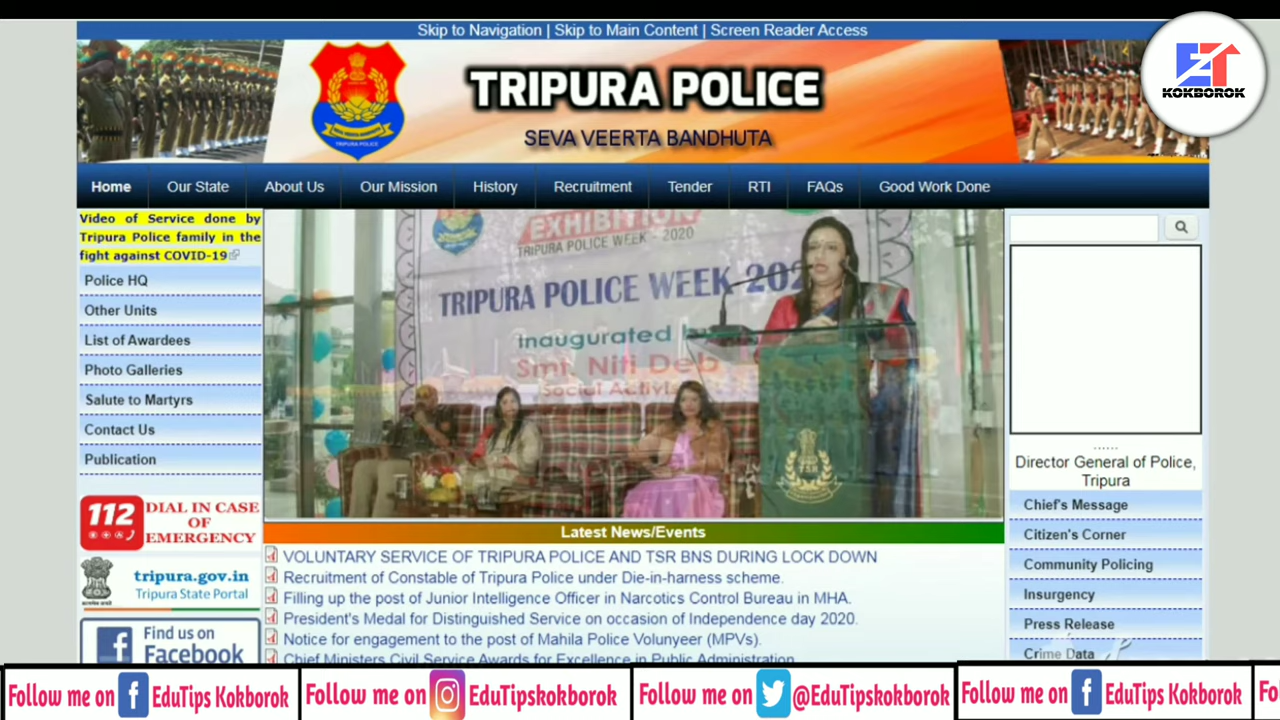 Skip to Navigation | Skip to Main Content | Screen Reader Access
ET
KOKBOROK
TRIPURA POLICE
SEVA VEERTA BANDHUTA
TRIPURA POLICE
Home Our State About Us Our Mission History Recruitment Tender RTI FAQs Good Work Done
Video of Service done by
Tripura Police family in the
fight against COVID-19
Police HQ
Other Units
List of Awardees
Photo Galleries
Salute to Martyrs
Contact Us
Publication
112
DIAL IN CASE
OF
EMERGENCY
tripura.gov.in
Tripura State Portal
Find us on
Facebook
EXHIBITION
TRIPURA POLICE WEEK - 2020
TRIPURA POLICE WEEK 202
Inaugurated by
Smt. Niti Deb
Social
TSR
Latest News/Events
VOLUNTARY SERVICE OF TRIPURA POLICE AND TSR BNS DURING LOCK DOWN
Recruitment of Constable of Tripura Police under Die-in-harness scheme.
Filling up the post of Junior Intelligence Officer in Narcotics Control Bureau in MHA.
President's Medal for Distinguished Service on occasion of Independence day 2020.
Notice for engagement to the post of Mahila Police Volunyeer (MPVs).
Chief Ministers Civil Service Awards for Excellence in Public Administration
......
Director General of Police,
Tripura
Chief's Message
Citizen's Corner
Community Policing
Insurgency
Press Release
Crime Data
Follow me on EduTips Kokborok Follow me on EduTipskokborok Follow me on @EduTipskokborok Follow me on EduTips Kokborok Fo